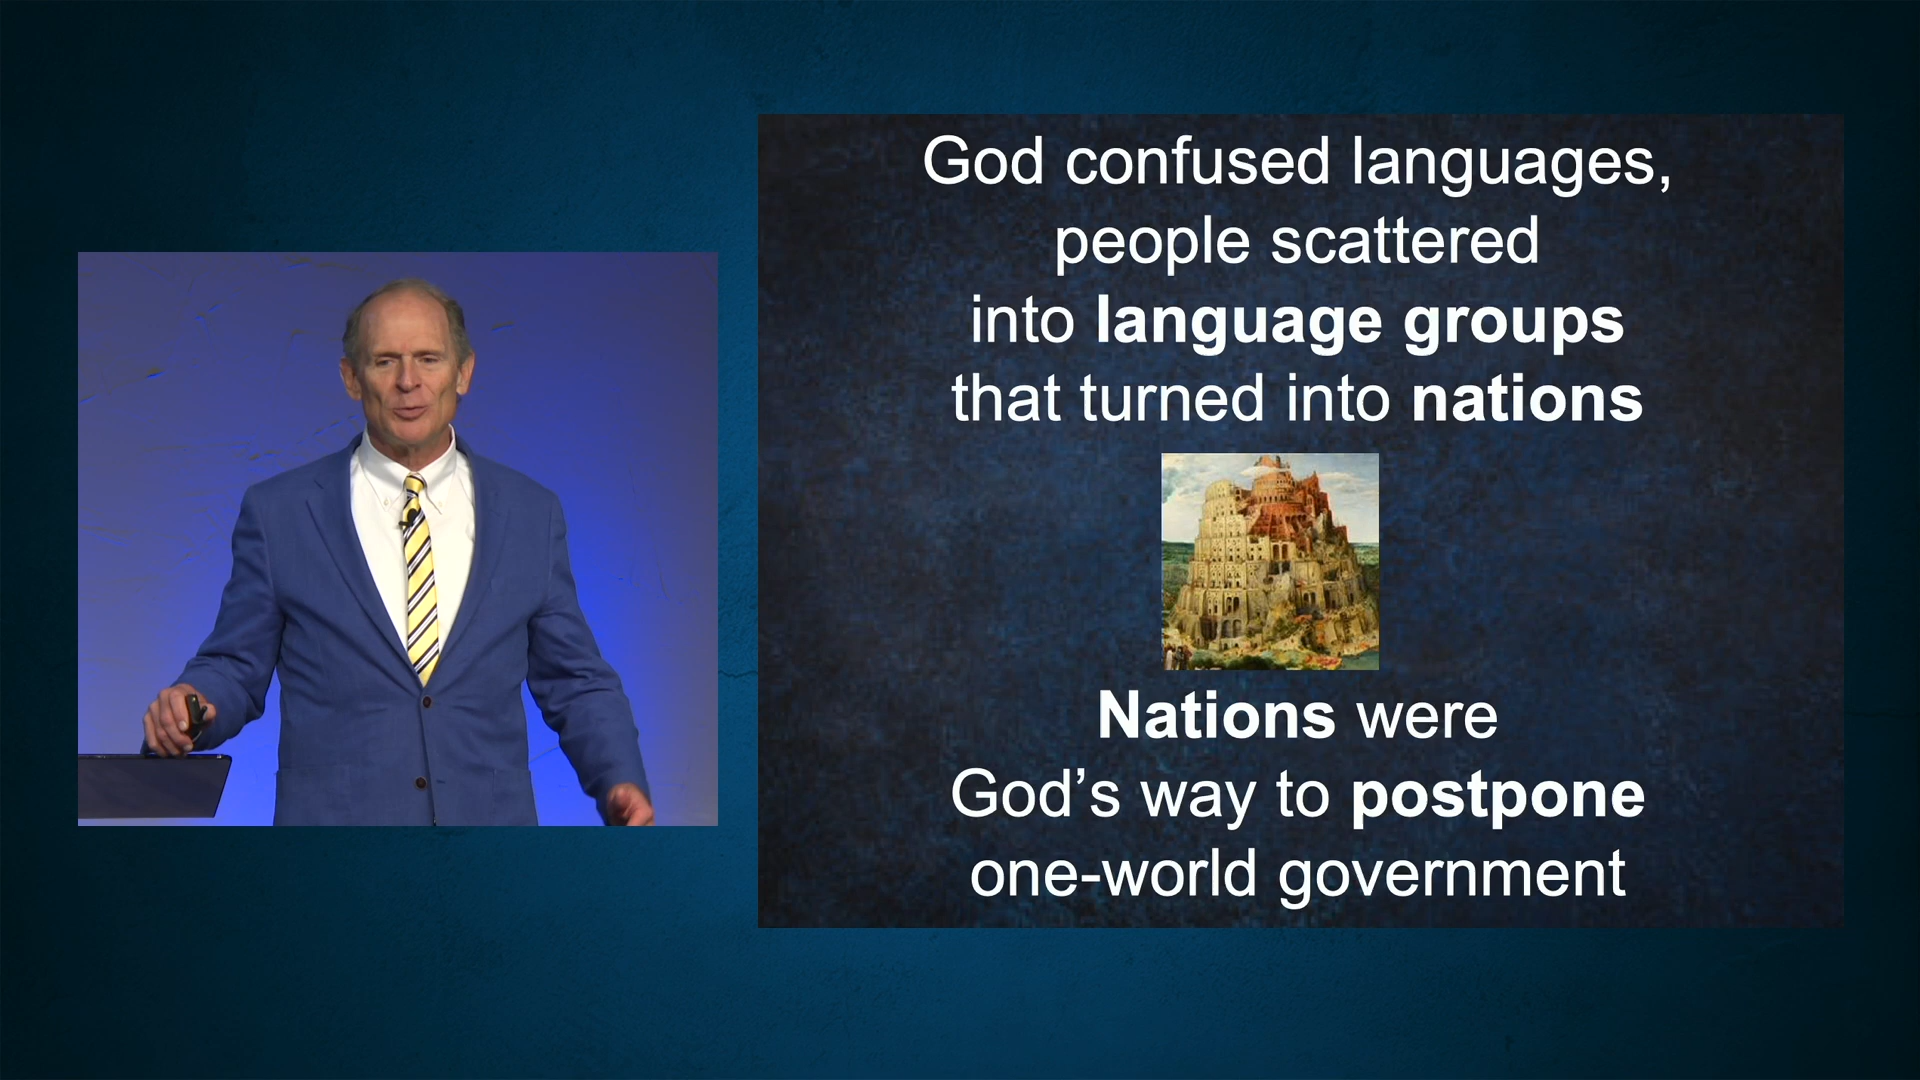 God confused languages,
people scattered
into language groups
that turned into nations
Nations were
God’s way to postpone
one-world government